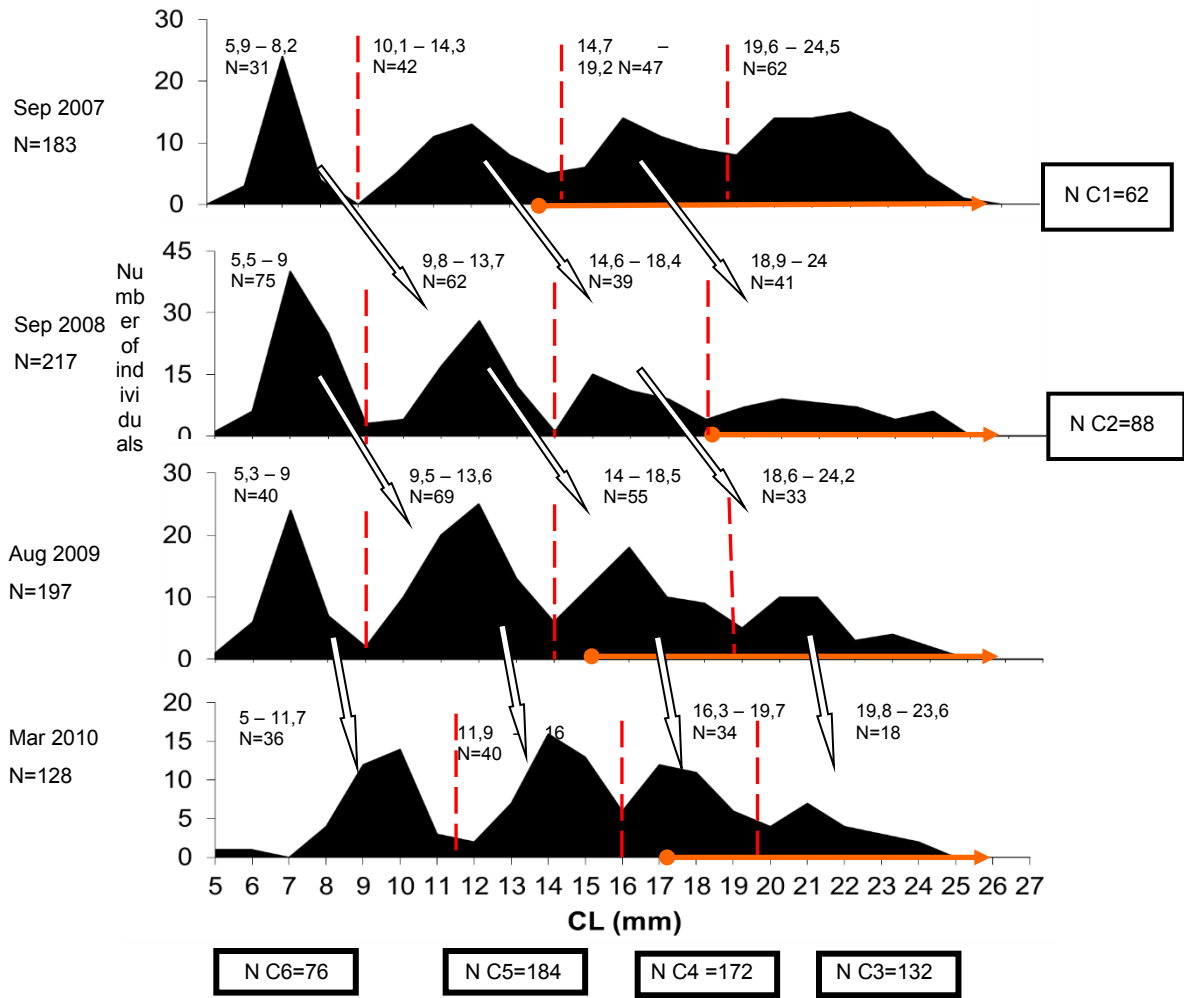 30
20
10
0
Sep 2007
N=183
5,9 – 8,2
N=31
10,1 – 14,3
N=42
14,7 –
19,2 N=47
19,6 – 24,5
N=62
N C1=62
45
30
15
0
Nu
mb
er of
ind
ivi
du
als
Sep 2008
N=217
5,5 – 9
N=75
9,8 – 13,7
N=62
14,6 – 18,4
N=39
18,9 – 24
N=41
N C2=88
30
20
10
0
Aug 2009
N=197
5,3 – 9
N=40
9,5 – 13,6
N=69
14 – 18,5
N=55
18,6 – 24,2
N=33
20
15
10
5
0
Mar 2010
N=128
5 – 11,7
N=36
11,9 - 16
N=40
16,3 – 19,7
N=34
19,8 – 23,6
N=18
5 6 7 8 9 10 11 12 13 14 15 16 17 19 19 20 22 22 23 24 25 26 27
CL (mm)
N C6=76
N C5=184
N C4 =172
N C3=132